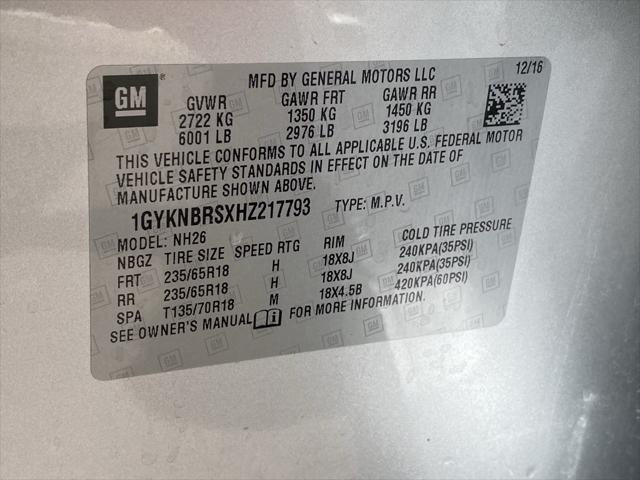 MFD BY GENERAL MOTORS LLC 12/16
GM ®
GVWR GAWR FRT GAWR RR
2722 KG 1350 KG 1450 KG
6001 LB 2976 LB 3196 LB
THIS VEHICLE CONFORMS TO ALL APPLICABLE U.S. FEDERAL MOTOR
VEHICLE SAFETY STANDARDS IN EFFECT ON THE DATE OF
MANUFACTURE SHOWN ABOVE.
1GYKNBRSXHZ217793 TYPE: M.P.V.
MODEL: NH26
NBGZ TIRE SIZE SPEED RTG RIM COLD TIRE PRESSURE
FRT 235/65R18 H 18X8J 240KPA(35PSI)
RR 235/65R18 H 18X8J 240KPA(35PSI)
SPA T135/70R18 M 18X4.5B 420KPA(60PSI)
SEE OWNER'S MANUAL i FOR MORE INFORMATION.